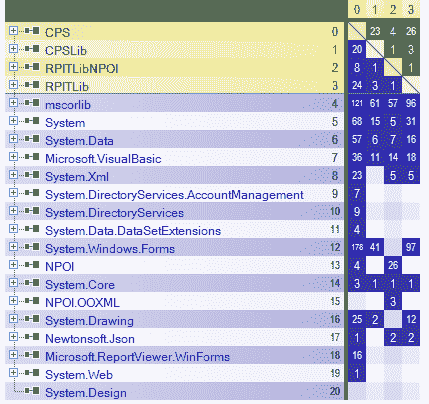 0 1 2 3
CPS 0 23 4 26
CPSLib 1 20 1 3
RPITLibNPOI 2 8 1 1
RPITLib 3 24 3 1
mscorlib 4 121 61 57 96
System 5 68 15 5 31
System.Data 6 57 6 7 16
Microsoft.VisualBasic 7 36 11 14 18
System.Xml 8 23 5 5
System.DirectoryServices.AccountManagement 9 7
System.DirectoryServices 10 9
System.Data.DataSetExtensions 11 4
System.Windows.Forms 12 178 41 97
NPOI 13 4 26
System.Core 14 3 1 1 1
NPOI.OOXML 15 3
System.Drawing 16 25 2 12
Newtonsoft.Json 17 1 2 2
Microsoft.ReportViewer.WinForms 18 16
System.Web 19 1
System.Design 20